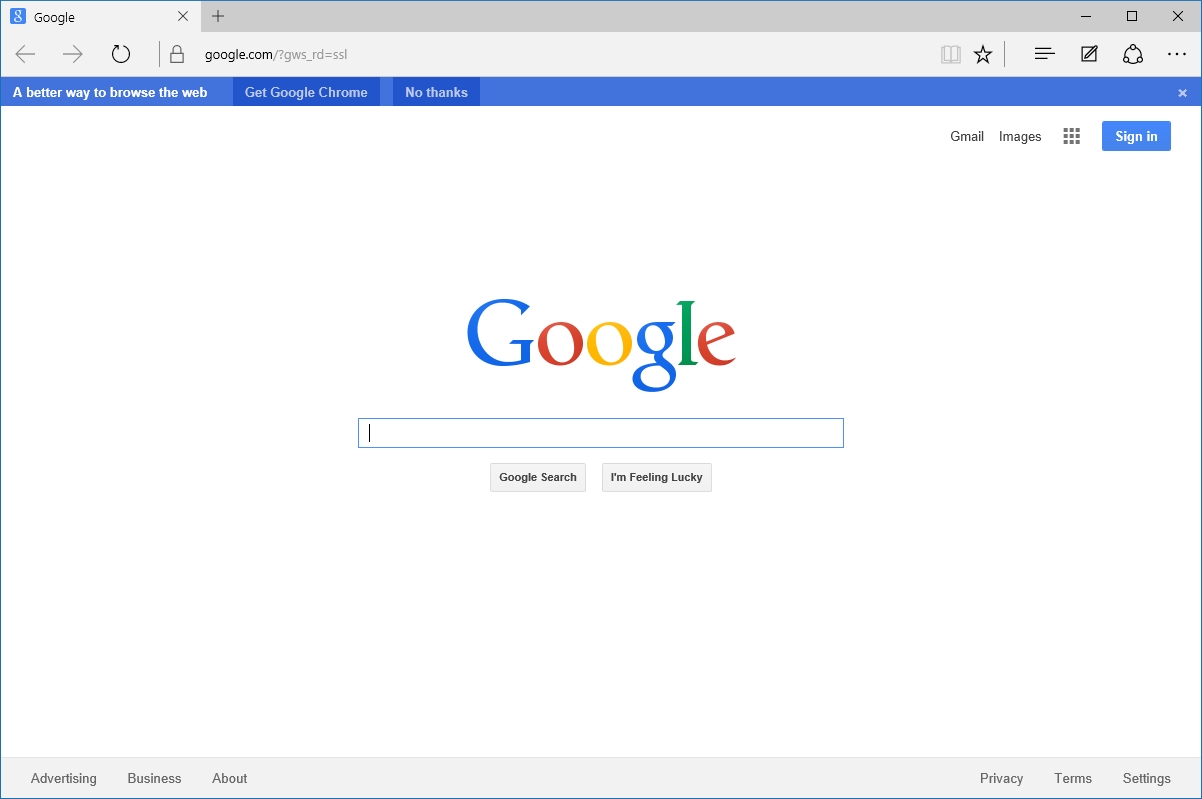 Google
google.com/?gws_rd=ssl
A better way to browse the web Get Google Chrome No thanks
Gmail Images Sign in
Google
Google Search I'm Feeling Lucky
Advertising Business About Privacy Terms Settings